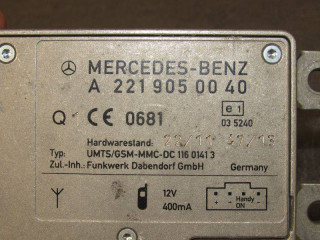 MERCEDES-BENZ
A 221 905 00 40
Q CE 0681 e1
03 5240
Hardwarestand:
Typ: UMTS/GSM-MMC-DC 116 0141 3
Zul.-Inh.: Funkwerk Dabendorf GmbH Germany
12V Handy
400mA + ON -